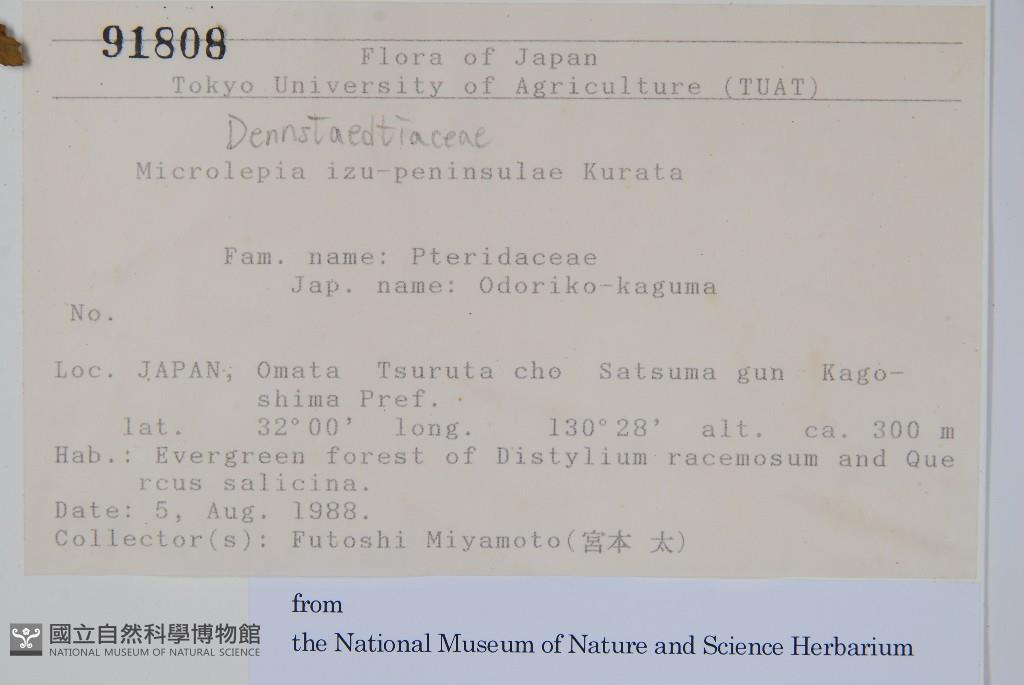 91808
Flora of Japan
Tokyo University of Agriculture (TUAT)
Dennstaedtiaceae
Microlepia izu-peninsulae Kurata
Fam. name: Pteridaceae
Jap. name: Odoriko-kaguma
No.
Loc. JAPAN, Omata Tsuruta cho Satsuma gun Kago-
shima Pref.
lat. 32°00' long. 130°28' alt. ca. 300 m
Hab.: Evergreen forest of Distylium racemosum and Que
rcus salicina.
Date: 5, Aug. 1988.
Collector(s): Futoshi Miyamoto(宮本 太)
from
the National Museum of Nature and Science Herbarium
國立自然科學博物館
NATIONAL MUSEUM OF NATURAL SCIENCE